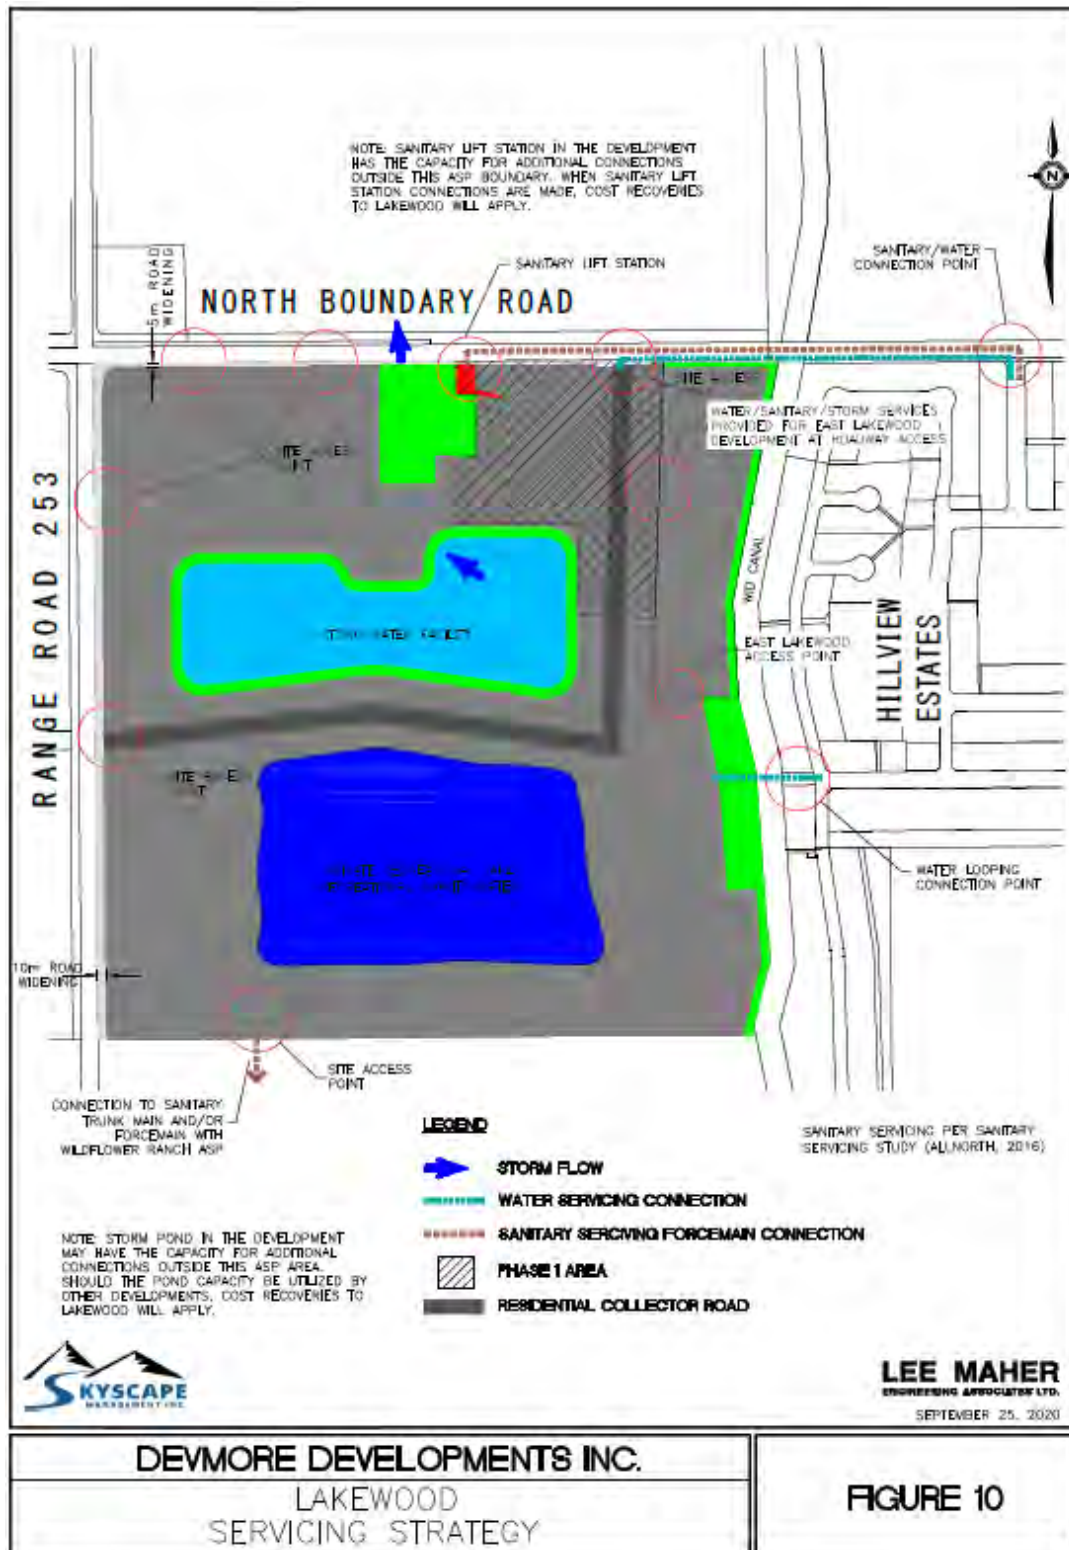 NOTE: SANITARY LIFT STATION IN THE DEVELOPMENT
HAS THE CAPACITY FOR ADDITIONAL CONNECTIONS
OUTSIDE THIS ASP BOUNDARY. WHEN SANITARY LIFT
STATION CONNECTIONS ARE MADE, COST RECOVERIES
TO LAKEWOOD WILL APPLY.
N
5m ROAD
WIDENING
SANITARY LIFT STATION
SANITARY/WATER
CONNECTION POINT
NORTH BOUNDARY ROAD
WATER/SANITARY/STORM SERVICES
PROVIDED FOR EAST LAKEWOOD
DEVELOPMENT AT ACCESS
RANGE ROAD 253
WID CANAL
EAST LAKEWOOD
ACCESS POINT
HILLVIEW
ESTATES
WATER LOOPING
CONNECTION POINT
10m ROAD
WIDENING
SITE ACCESS
POINT
CONNECTION TO SANITARY
TRUNK MAIN AND/OR
FORCEMAIN WITH
WILDFLOWER RANCH ASP
SANITARY SERVICING PER SANITARY
SERVICING STUDY (ALLNORTH, 2016)
LEGEND
STORM FLOW
WATER SERVICING CONNECTION
SANITARY SERCIVING FORCEMAIN CONNECTION
PHASE 1 AREA
RESIDENTIAL COLLECTOR ROAD
NOTE: STORM POND IN THE DEVELOPMENT
MAY HAVE THE CAPACITY FOR ADDITIONAL
CONNECTIONS OUTSIDE THIS ASP AREA.
SHOULD THE POND CAPACITY BE UTILIZED BY
OTHER DEVELOPMENTS, COST RECOVERIES TO
LAKEWOOD WILL APPLY.
SKYSCAPE
MANAGEMENT INC.
LEE MAHER
ENGINEERING ASSOCIATES LTD.
SEPTEMBER 25, 2020
DEVMORE DEVELOPMENTS INC.
LAKEWOOD
SERVICING STRATEGY
FIGURE 10